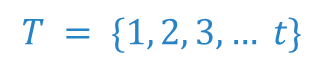 T = {1, 2, 3, … t}